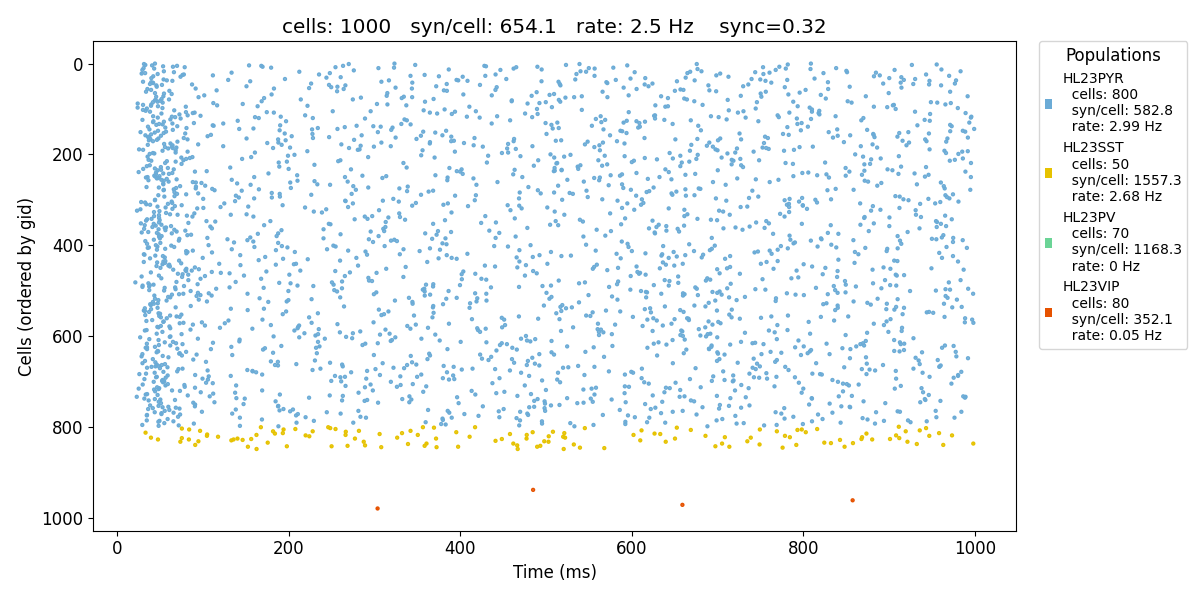 cells: 1000   syn/cell: 654.1   rate: 2.5 Hz    sync=0.32
Populations
HL23PYR
cells: 800
syn/cell: 582.8
rate: 2.99 Hz
HL23SST
cells: 50
syn/cell: 1557.3
rate: 2.68 Hz
HL23PV
cells: 70
syn/cell: 1168.3
rate: 0 Hz
HL23VIP
cells: 80
syn/cell: 352.1
rate: 0.05 Hz
Cells (ordered by gid)
0
200
400
600
800
1000
0 200 400 600 800 1000
Time (ms)